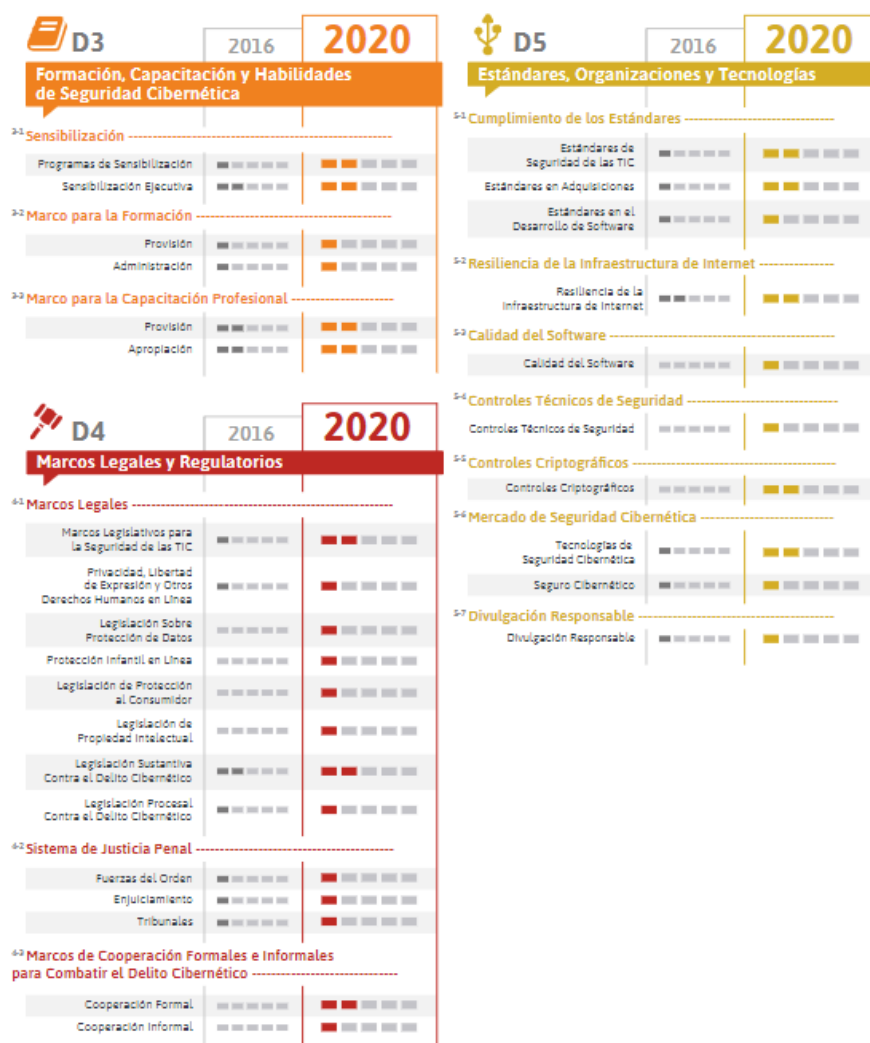 D3
2016
2020
Formación, Capacitación y Habilidades
de Seguridad Cibernética
3-1 Sensibilización
Programas de Sensibilización
Sensibilización Ejecutiva
3-2 Marco para la Formación
Provisión
Administración
3-3 Marco para la Capacitación Profesional
Provisión
Apropiación
D4
2016
2020
Marcos Legales y Regulatorios
4-1 Marcos Legales
Marcos Legislativos para
la Seguridad de las TIC
Privacidad, Libertad
de Expresión y Otros
Derechos Humanos en Línea
Legislación Sobre
Protección de Datos
Protección Infantil en Línea
Legislación de Protección
al Consumidor
Legislación de
Propiedad Intelectual
Legislación Sustantiva
Contra el Delito Cibernético
Legislación Procesal
Contra el Delito Cibernético
4-2 Sistema de Justicia Penal
Fuerzas del Orden
Enjuiciamiento
Tribunales
4-3 Marcos de Cooperación Formales e Informales
para Combatir el Delito Cibernético
Cooperación Formal
Cooperación Informal
D5
2016
2020
Estándares, Organizaciones y Tecnologías
5-1 Cumplimiento de los Estándares
Estándares de
Seguridad de las TIC
Estándares en Adquisiciones
Estándares en el
Desarrollo de Software
5-2 Resiliencia de la Infraestructura de Internet
Resiliencia de la
Infraestructura de Internet
5-3 Calidad del Software
Calidad del Software
5-4 Controles Técnicos de Seguridad
Controles Técnicos de Seguridad
5-5 Controles Criptográficos
Controles Criptográficos
5-6 Mercado de Seguridad Cibernética
Tecnologías de
Seguridad Cibernética
Seguro Cibernético
5-7 Divulgación Responsable
Divulgación Responsable